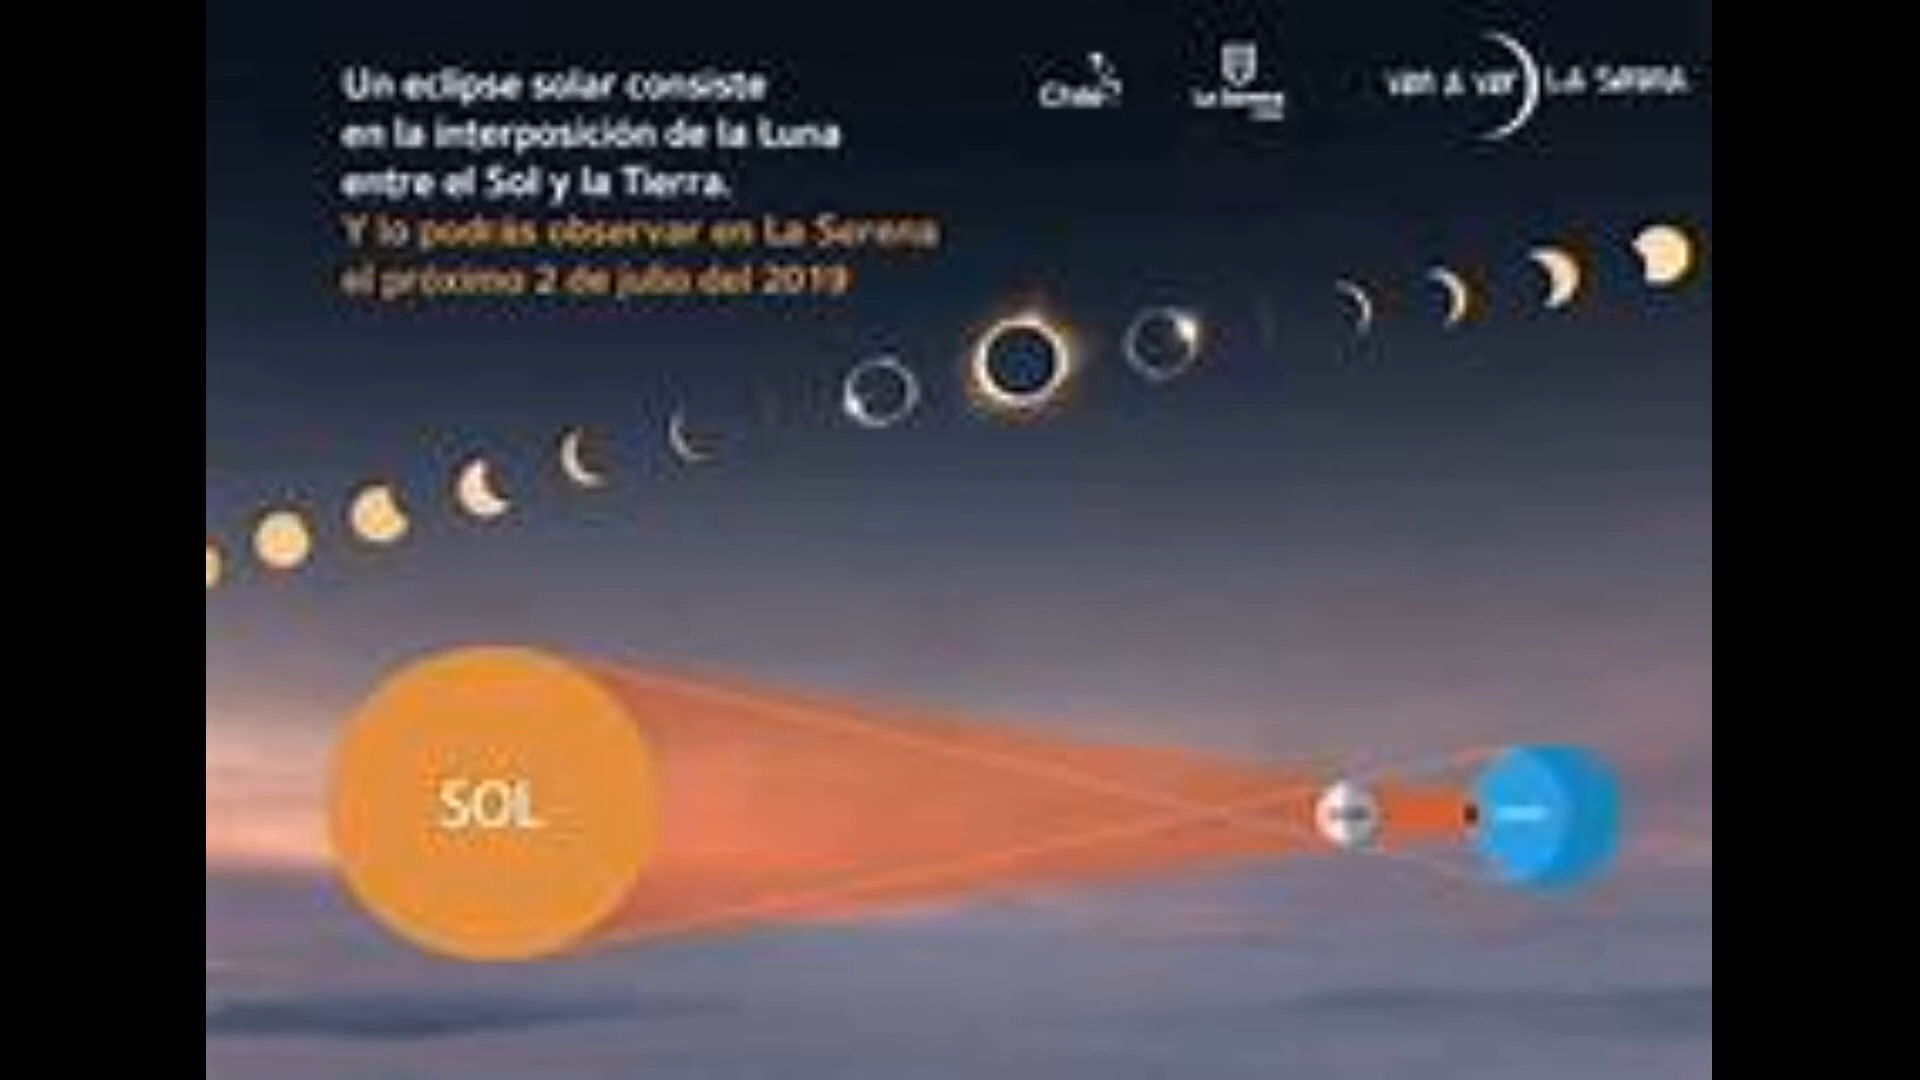 Un eclipse solar consiste
en la interposición de la Luna
entre el Sol y la Tierra.
Y lo podrás observar en La Serena
el próximo 2 de julio del 2019
Chile
La Serena
ven a ver LA SERENA
SOL